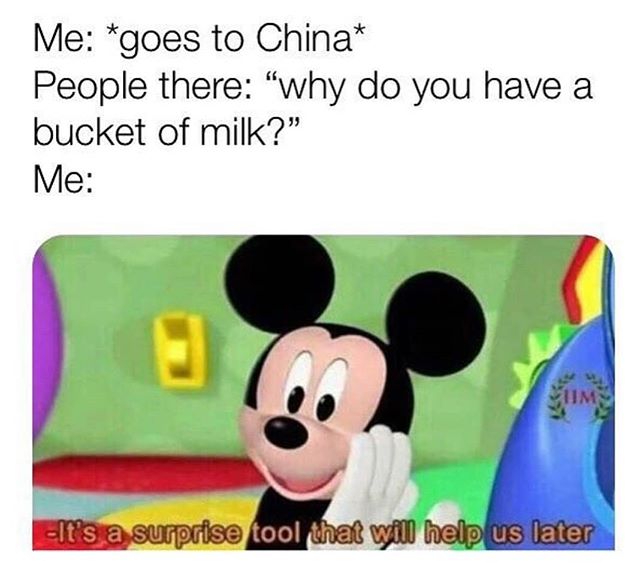 Me: *goes to China*
People there: “why do you have a
bucket of milk?”
Me:
IIM
-It's a surprise tool that will help us later